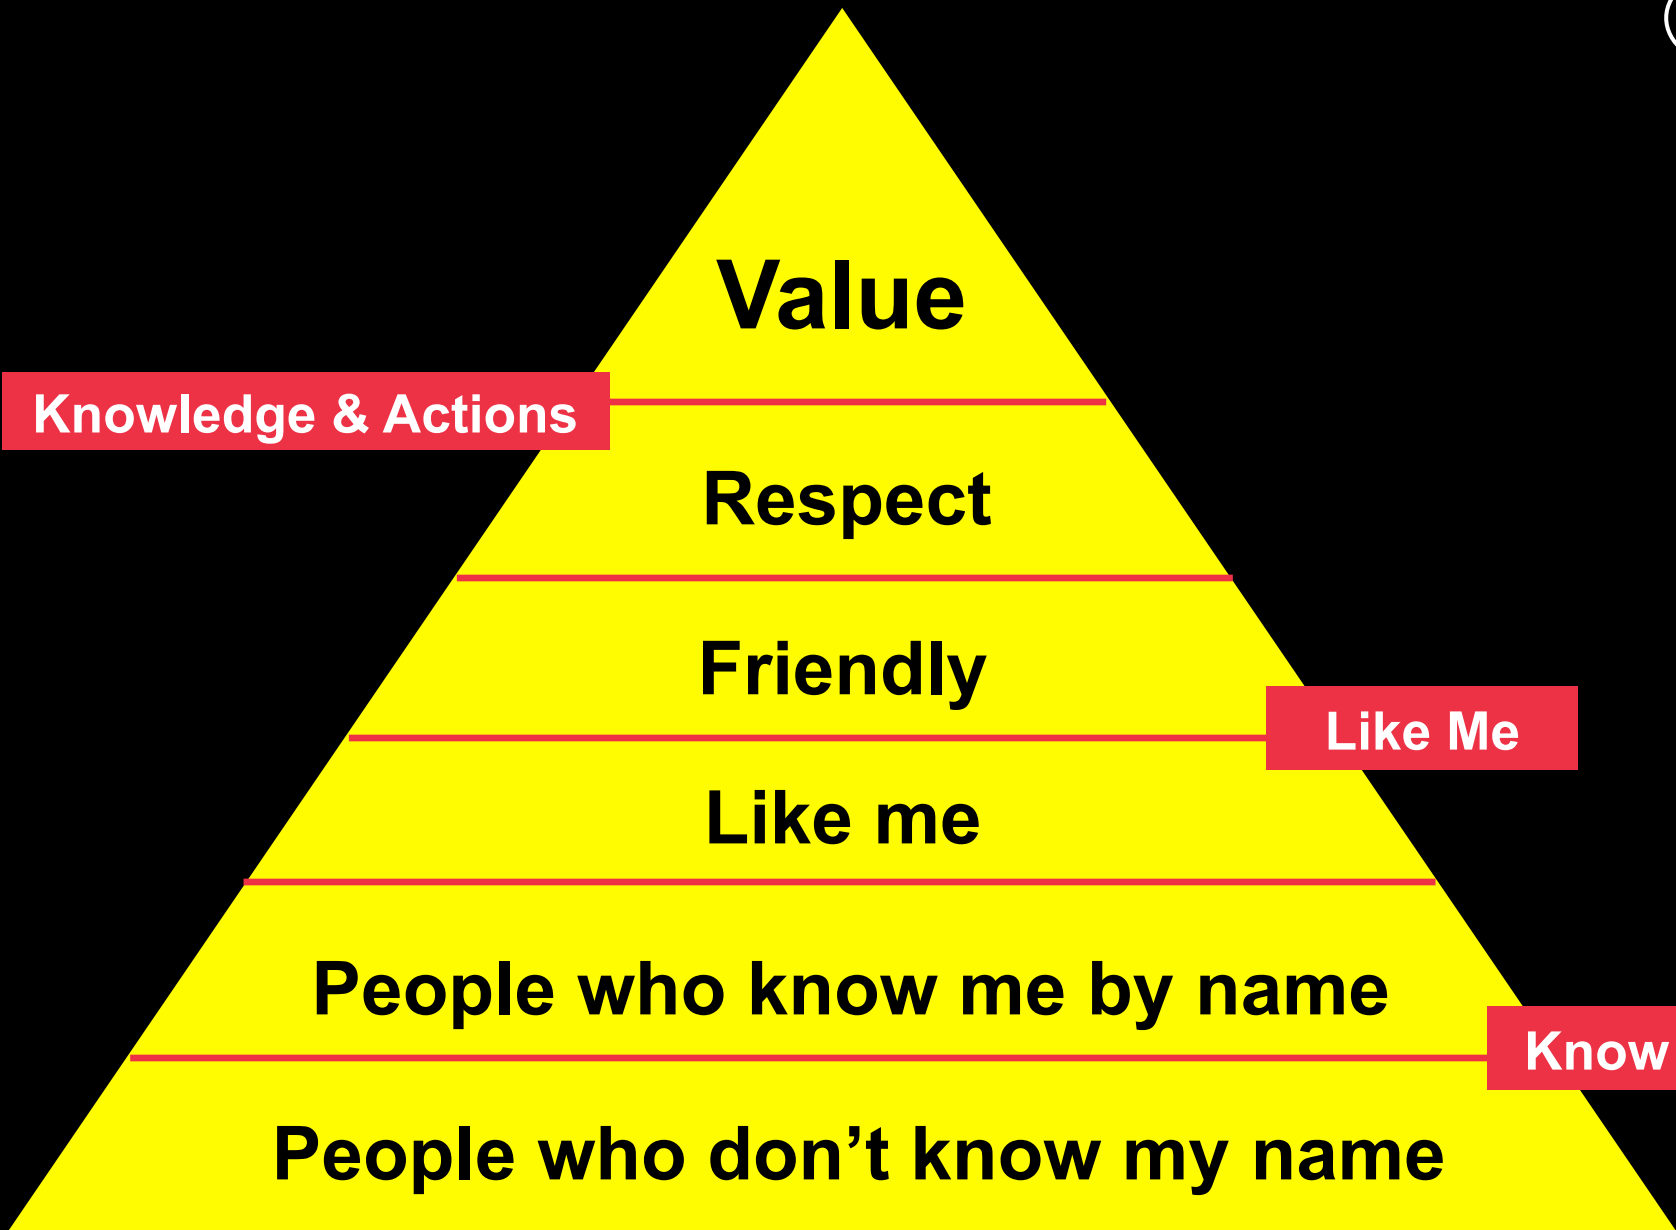 Value
Knowledge & Actions
Respect
Friendly
Like Me
Like me
People who know me by name
Know
People who don’t know my name